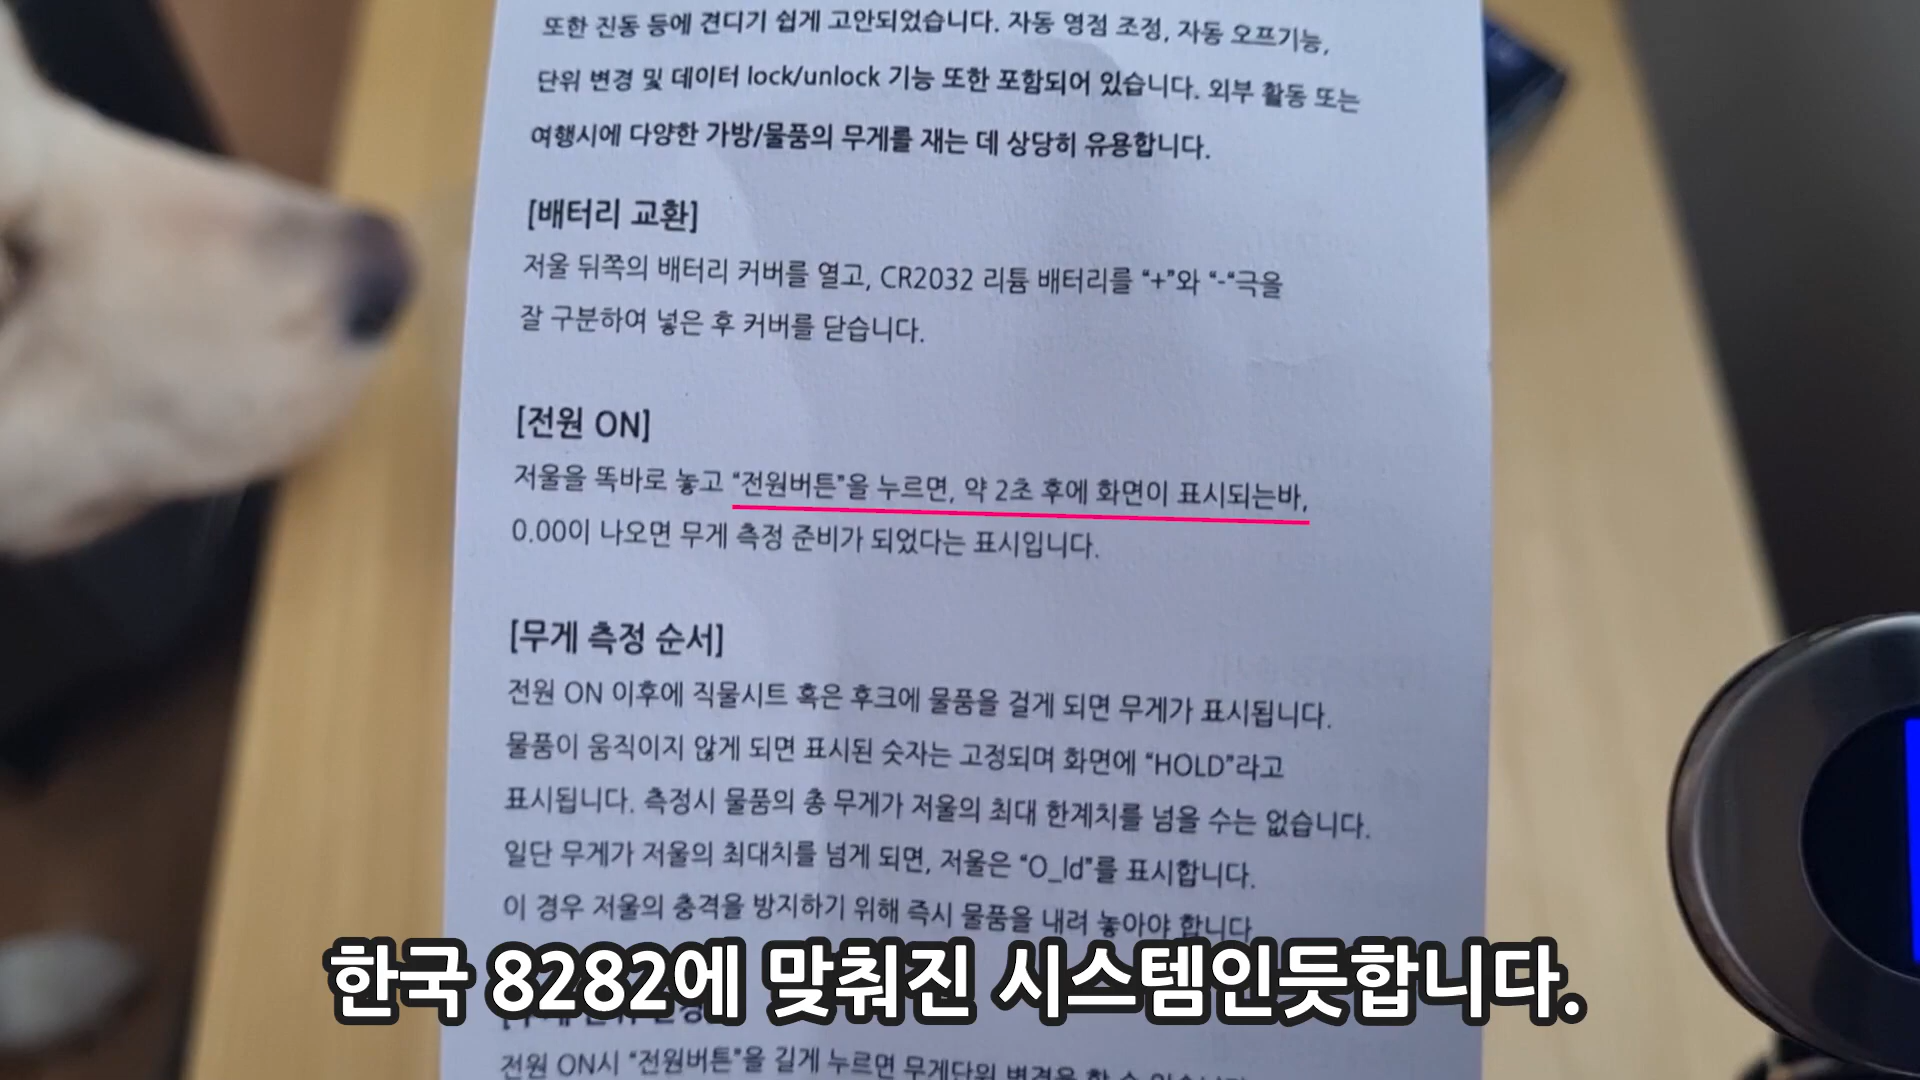 또한 진동 등에 견디기 쉽게 고안되었습니다. 자동 영점 조정, 자동 오프기능,
단위 변경 및 데이터 lock/unlock 기능 또한 포함되어 있습니다. 외부 활동 또는
여행시에 다양한 가방/물품의 무게를 재는 데 상당히 유용합니다.
[배터리 교환]
저울 뒤쪽의 배터리 커버를 열고, CR2032 리튬 배터리를 “+”와 “-“극을
잘 구분하여 넣은 후 커버를 닫습니다.
[전원 ON]
저울을 똑바로 놓고 “전원버튼”을 누르면, 약 2초 후에 화면이 표시되는바,
0.00이 나오면 무게 측정 준비가 되었다는 표시입니다.
[무게 측정 순서]
전원 ON 이후에 직물시트 혹은 후크에 물품을 걸게 되면 무게가 표시됩니다.
물품이 움직이지 않게 되면 표시된 숫자는 고정되며 화면에 “HOLD”라고
표시됩니다. 측정시 물품의 총 무게가 저울의 최대 한계치를 넘을 수는 없습니다.
일단 무게가 저울의 최대치를 넘게 되면, 저울은 “O_ld”를 표시합니다.
이 경우 저울의 충격을 방지하기 위해 즉시 물품을 내려 놓아야 합니다
한국 8282에 맞춰진 시스템인듯합니다.
전원 ON시 “전원버튼”을 길게 누르면 무게단위 변경을 할 수